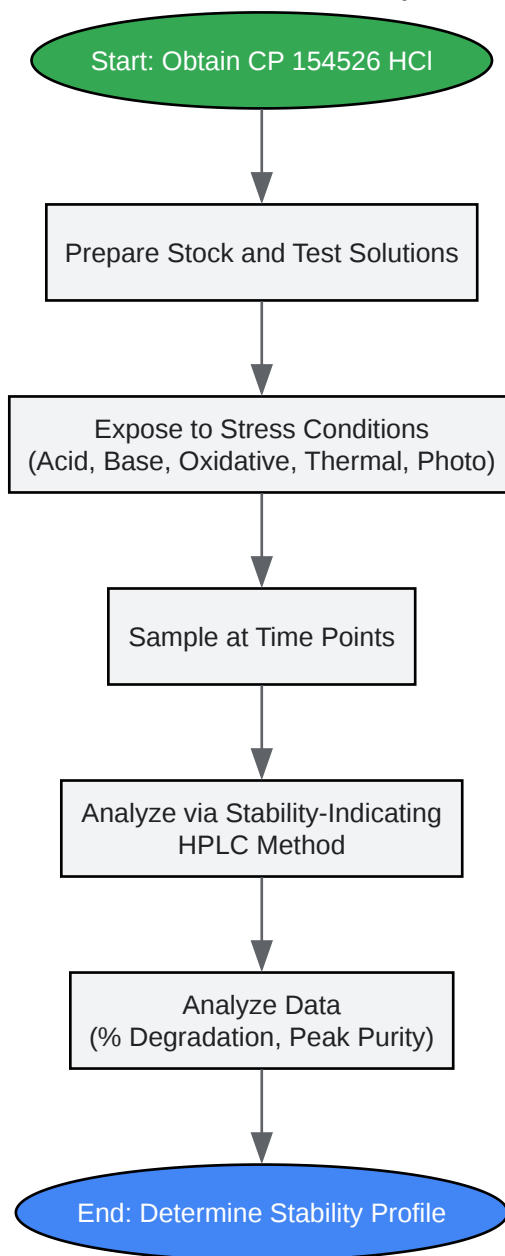 Start: Obtain CP 154526 HCl
Prepare Stock and Test Solutions
Expose to Stress Conditions
(Acid, Base, Oxidative, Thermal, Photo)
Sample at Time Points
Analyze via Stability-Indicating
HPLC Method
Analyze Data
(% Degradation, Peak Purity)
End: Determine Stability Profile